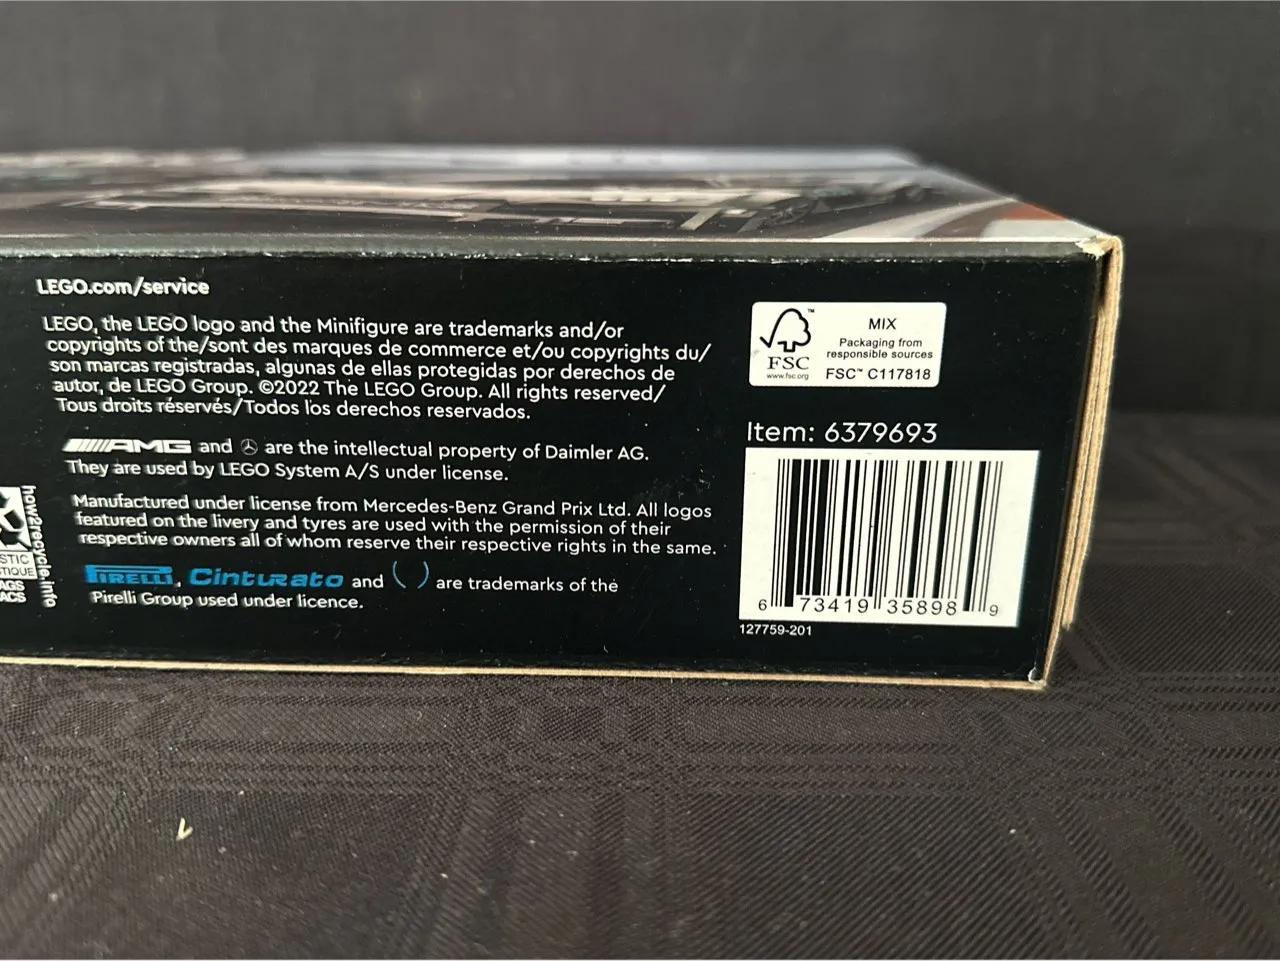 LEGO.com/service
LEGO, the LEGO logo and the Minifigure are trademarks and/or
copyrights of the/sont des marques de commerce et/ou copyrights du/
son marcas registradas, algunas de ellas protegidas por derechos de
autor, de LEGO Group. ©2022 The LEGO Group. All rights reserved/
Tous droits réservés/Todos los derechos reservados.
AMG and are the intellectual property of Daimler AG.
They are used by LEGO System A/S under license.
Manufactured under license from Mercedes-Benz Grand Prix Ltd. All logos
featured on the livery and tyres are used with the permission of their
respective owners all of whom reserve their respective rights in the same.
PIRELLI, Cinturato and ( ) are trademarks of the
Pirelli Group used under licence.
how2recycle.info
STIC
TIQUE
AGS
ACS
FSC
www.fsc.org
™
MIX
Packaging from
responsible sources
FSC™ C117818
Item: 6379693
6 73419 35898 9
127759-201